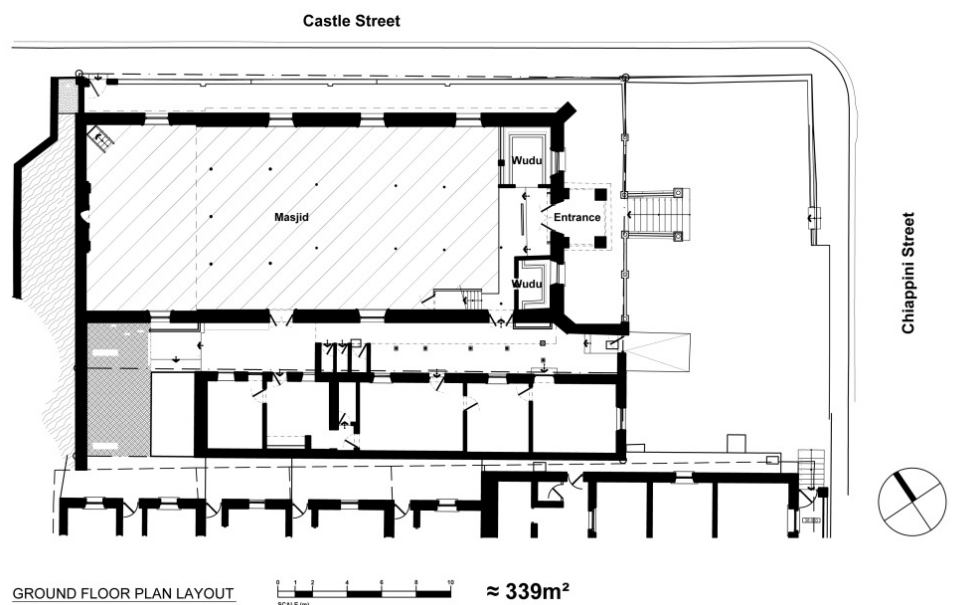 Castle Street
Wudu
Masjid
Entrance
Wudu
Chiappini Street
GROUND FLOOR PLAN LAYOUT
0 1 2 4 6 8 10
SCALE (m)
≈ 339m²